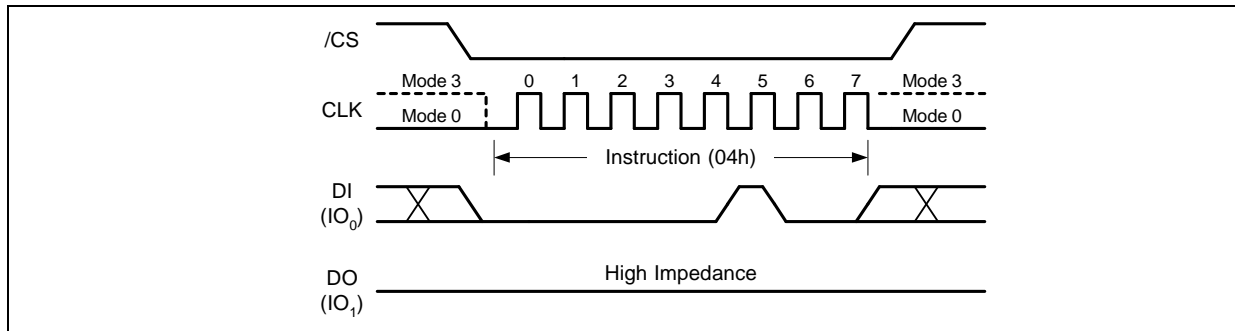 /CS
Mode 3 0 1 2 3 4 5 6 7 Mode 3
CLK Mode 0 Mode 0
Instruction (04h)
DI
(IO0)
High Impedance
DO
(IO1)